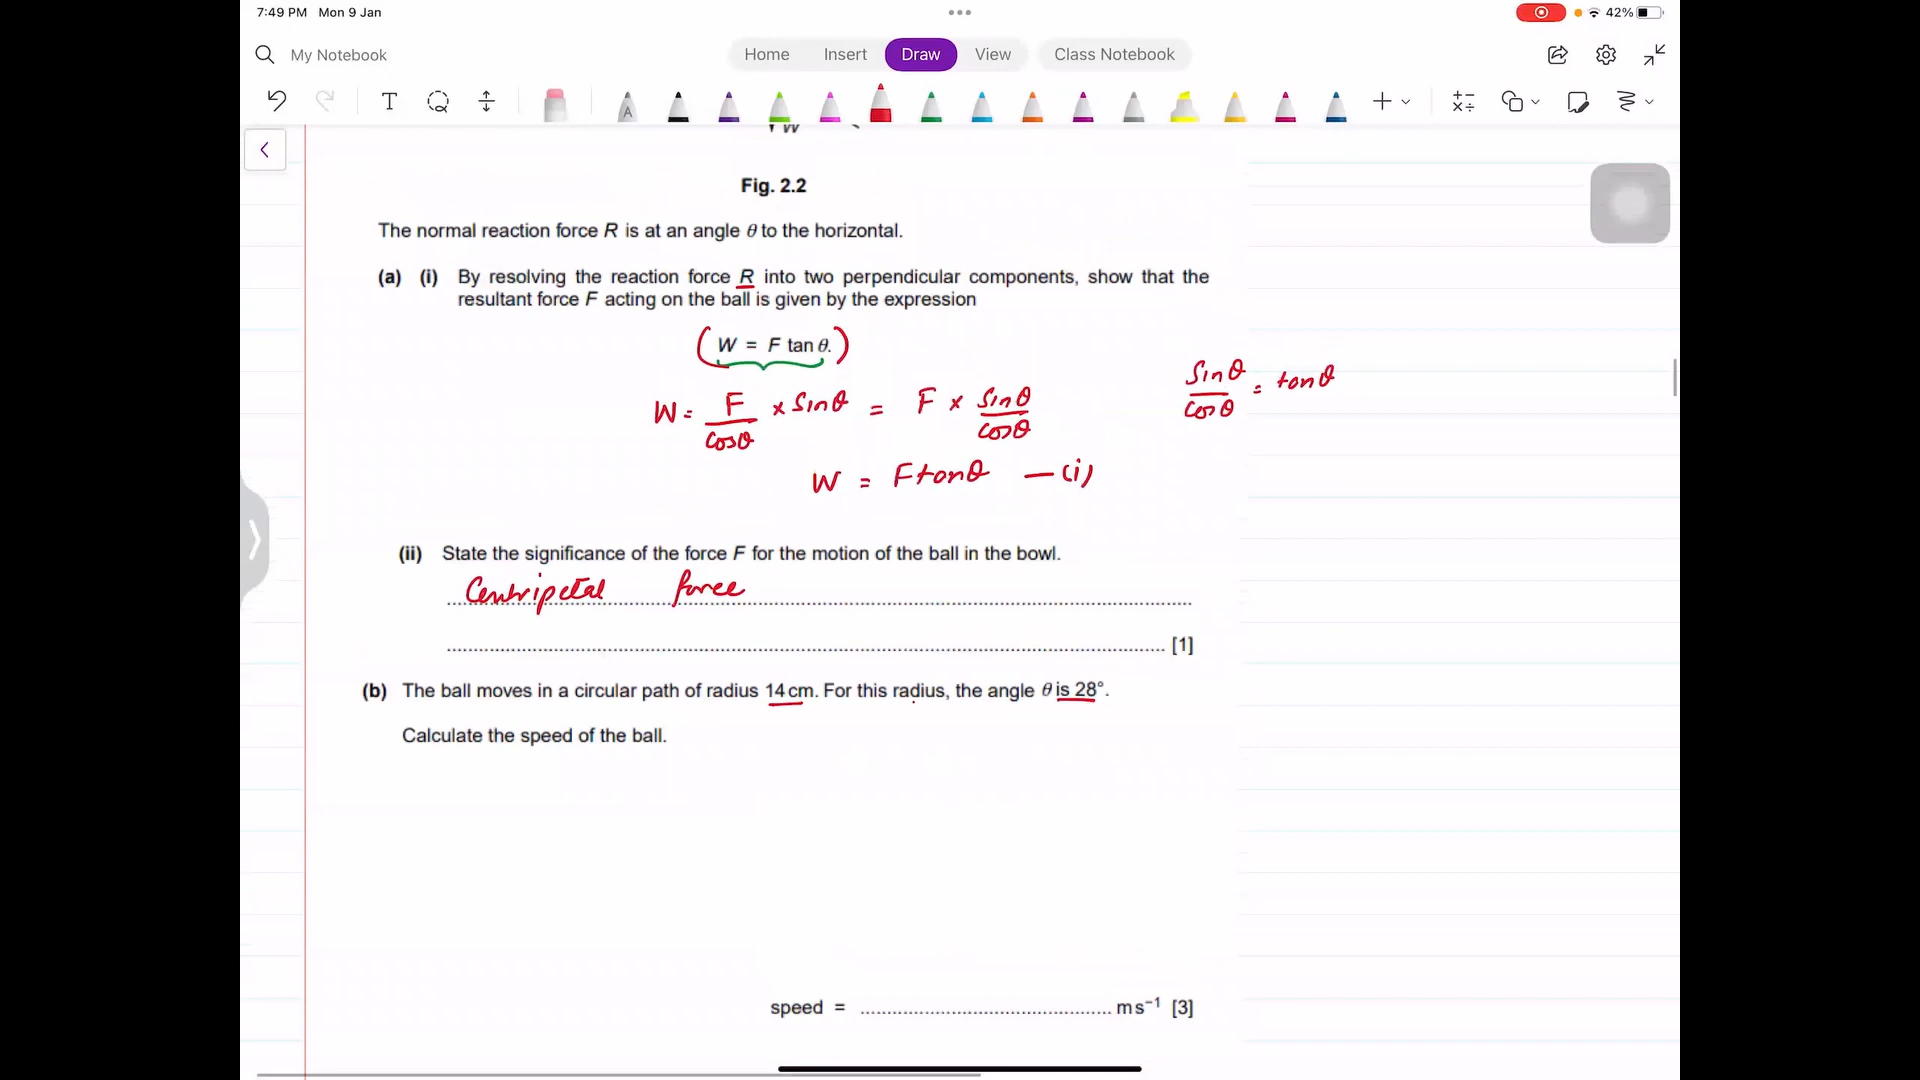 7:49 PM Mon 9 Jan
42%
My Notebook
Home Insert Draw View Class Notebook
T
A
W
Fig. 2.2
The normal reaction force R is at an angle θ to the horizontal.
(a) (i) By resolving the reaction force R into two perpendicular components, show that the
resultant force F acting on the ball is given by the expression
(W = F tan θ.)
sinθ/cosθ = tanθ
W = F/cosθ × sinθ = F × sinθ/cosθ
W = Ftanθ —(i)
(ii) State the significance of the force F for the motion of the ball in the bowl.
Centripetal force
[1]
(b) The ball moves in a circular path of radius 14 cm. For this radius, the angle θ is 28°.
Calculate the speed of the ball.
speed = .............................................. m s⁻¹ [3]